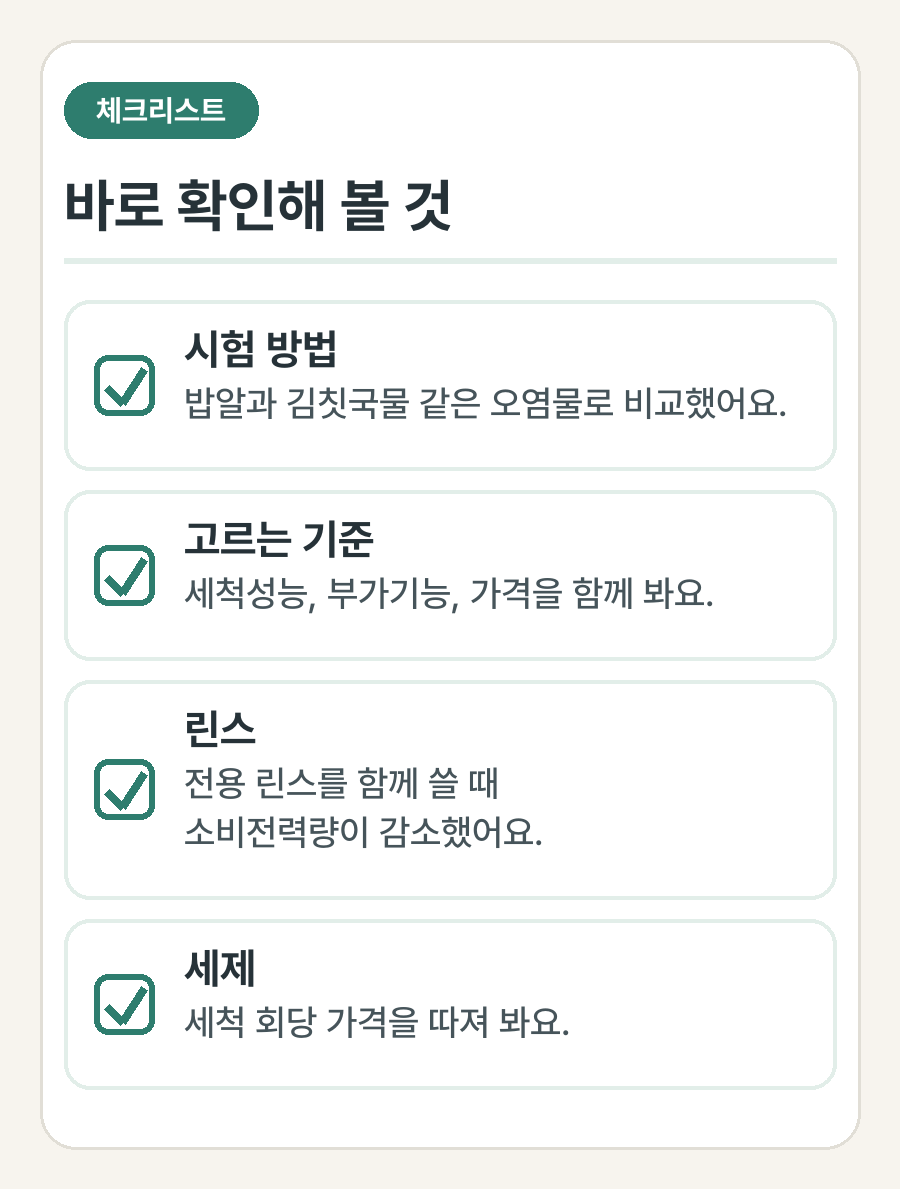 체크리스트
바로 확인해 볼 것
시험 방법
밥알과 김칫국물 같은 오염물로 비교했어요.
고르는 기준
세척성능, 부가기능, 가격을 함께 봐요.
린스
전용 린스를 함께 쓸 때
소비전력량이 감소했어요.
세제
세척 회당 가격을 따져 봐요.